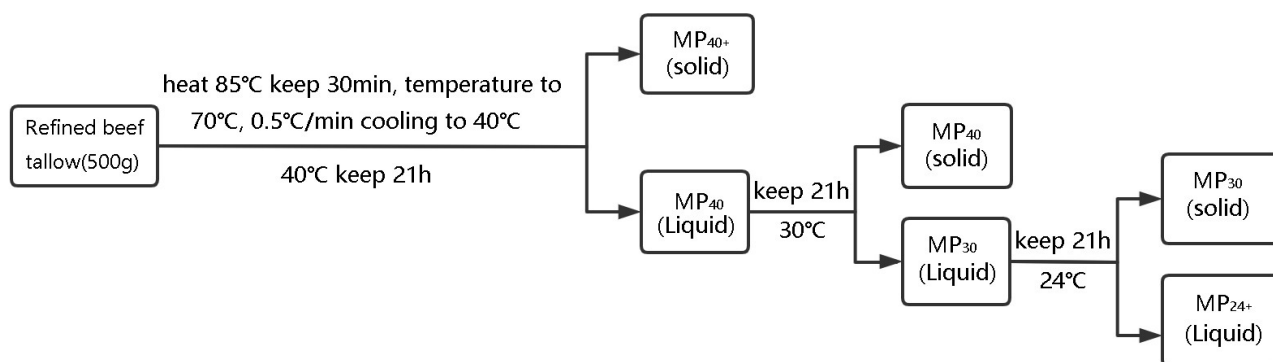 Refined beef
tallow(500g)
heat 85℃ keep 30min, temperature to
70℃, 0.5℃/min cooling to 40℃
40℃ keep 21h
MP40+
(solid)
MP40
(Liquid)
keep 21h
30℃
MP40
(solid)
MP30
(Liquid)
keep 21h
24℃
MP30
(solid)
MP24+
(Liquid)